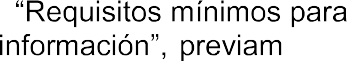 “Requisitos mínimos para
información”, previam